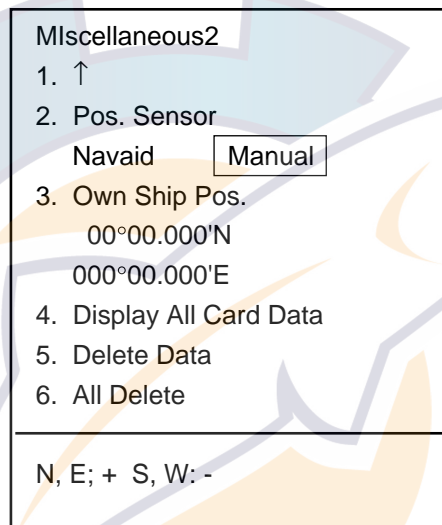 MIscellaneous2
1. ↑
2. Pos. Sensor
Navaid Manual
3. Own Ship Pos.
00°00.000'N
000°00.000'E
4. Display All Card Data
5. Delete Data
6. All Delete
N, E; + S, W: -